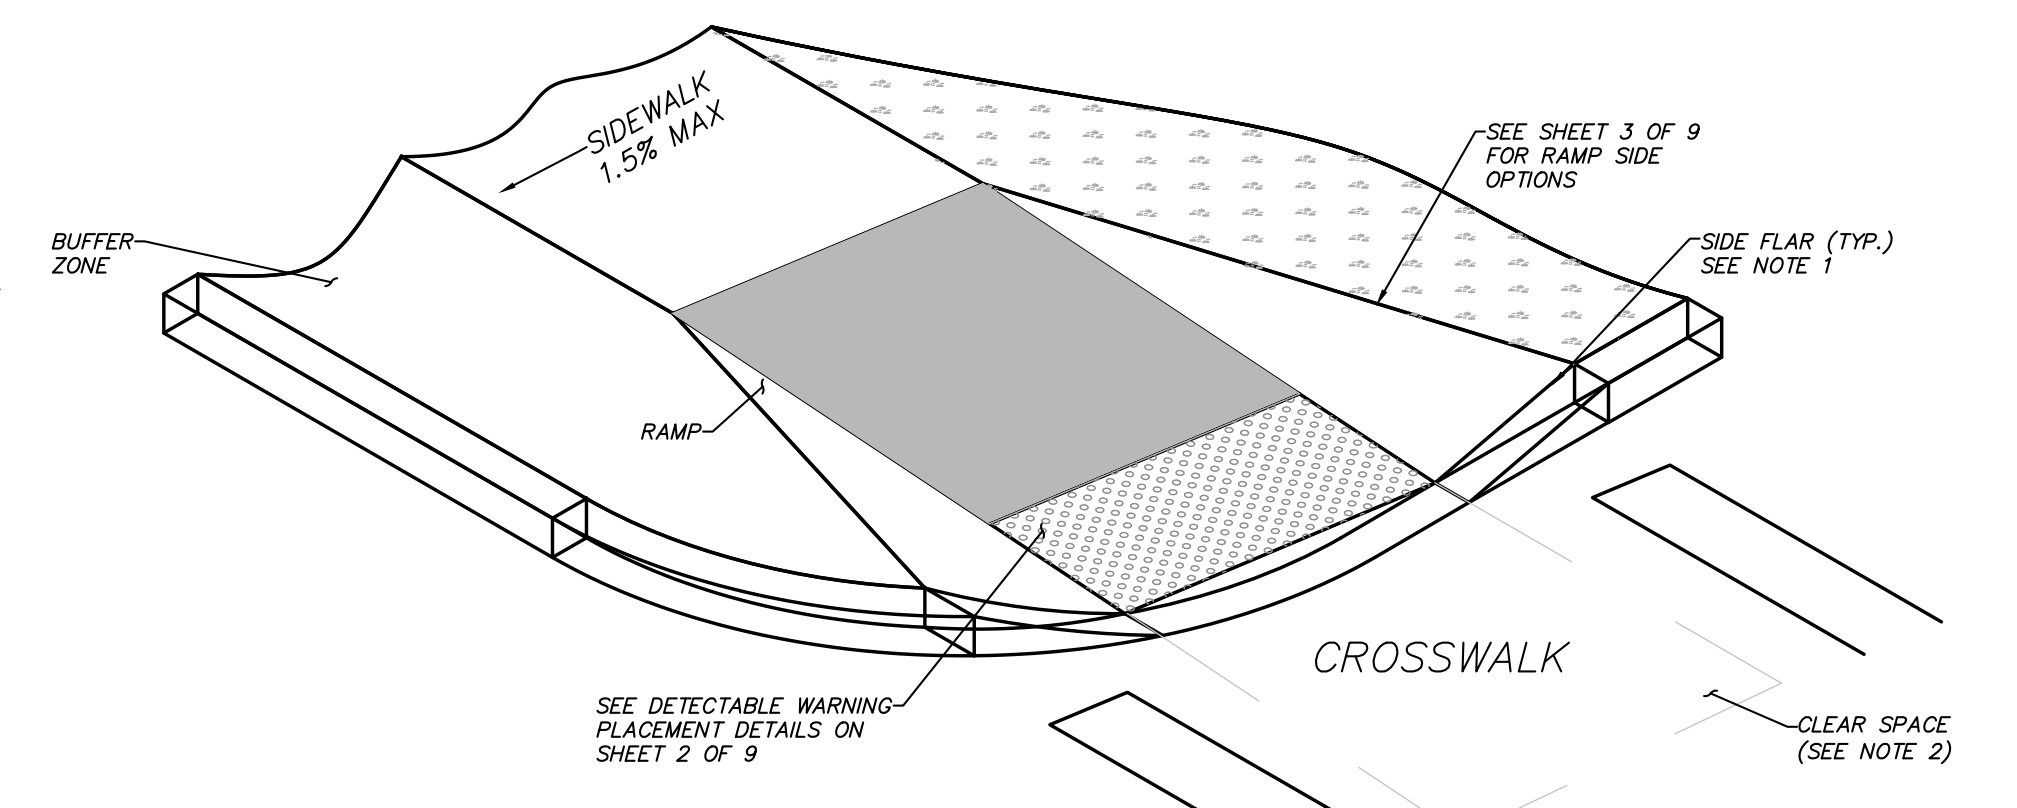 SIDEWALK
1.5% MAX
SEE SHEET 3 OF 9
FOR RAMP SIDE
OPTIONS
BUFFER
ZONE
SIDE FLAR (TYP.)
SEE NOTE 1
RAMP
CROSSWALK
SEE DETECTABLE WARNING
PLACEMENT DETAILS ON
SHEET 2 OF 9
CLEAR SPACE
(SEE NOTE 2)